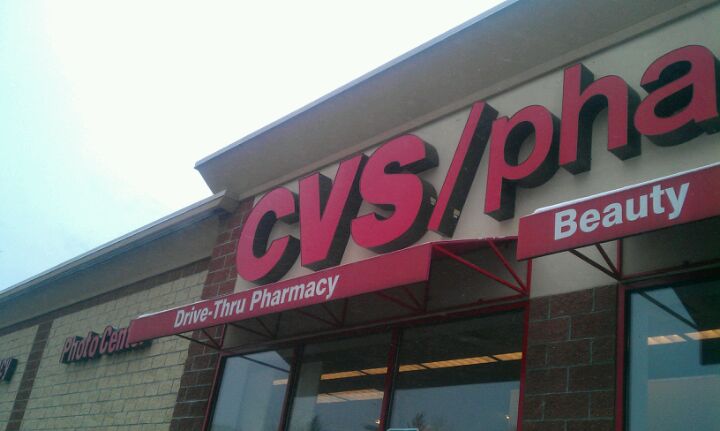 CVS/pha
Beauty
Drive-Thru Pharmacy
Photo Center